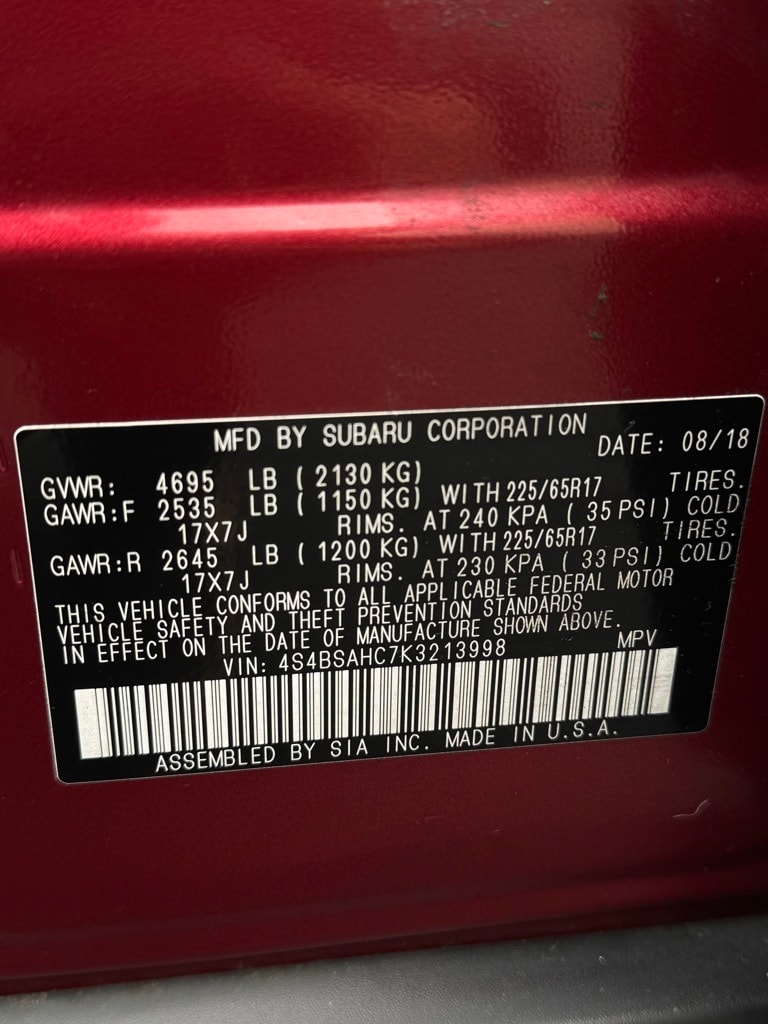 MFD BY SUBARU CORPORATION DATE: 08/18
GVWR: 4695 LB ( 2130 KG)
GAWR:F 2535 LB ( 1150 KG) WITH 225/65R17 TIRES.
17X7J RIMS. AT 240 KPA ( 35 PSI) COLD
GAWR:R 2645 LB ( 1200 KG) WITH 225/65R17 TIRES.
17X7J RIMS. AT 230 KPA ( 33 PSI) COLD
THIS VEHICLE CONFORMS TO ALL APPLICABLE FEDERAL MOTOR
VEHICLE SAFETY AND THEFT PREVENTION STANDARDS
IN EFFECT ON THE DATE OF MANUFACTURE SHOWN ABOVE.
VIN: 4S4BSAHC7K3213998 MPV
ASSEMBLED BY SIA INC. MADE IN U.S.A.